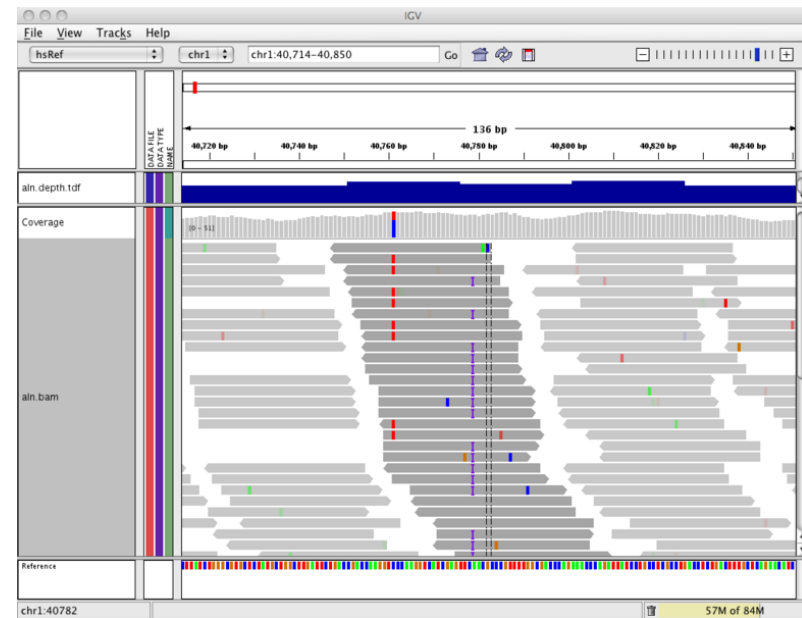 IGV
File View Tracks Help
hsRef chr1 chr1:40,714-40,850 Go
136 bp
DATA FILE
DATA TYPE
NAME
40,720 bp 40,740 bp 40,760 bp 40,780 bp 40,800 bp 40,820 bp 40,840 bp
aln.depth.tdf
Coverage
[0 - 51]
aln.bam
Reference
chr1:40782 57M of 84M